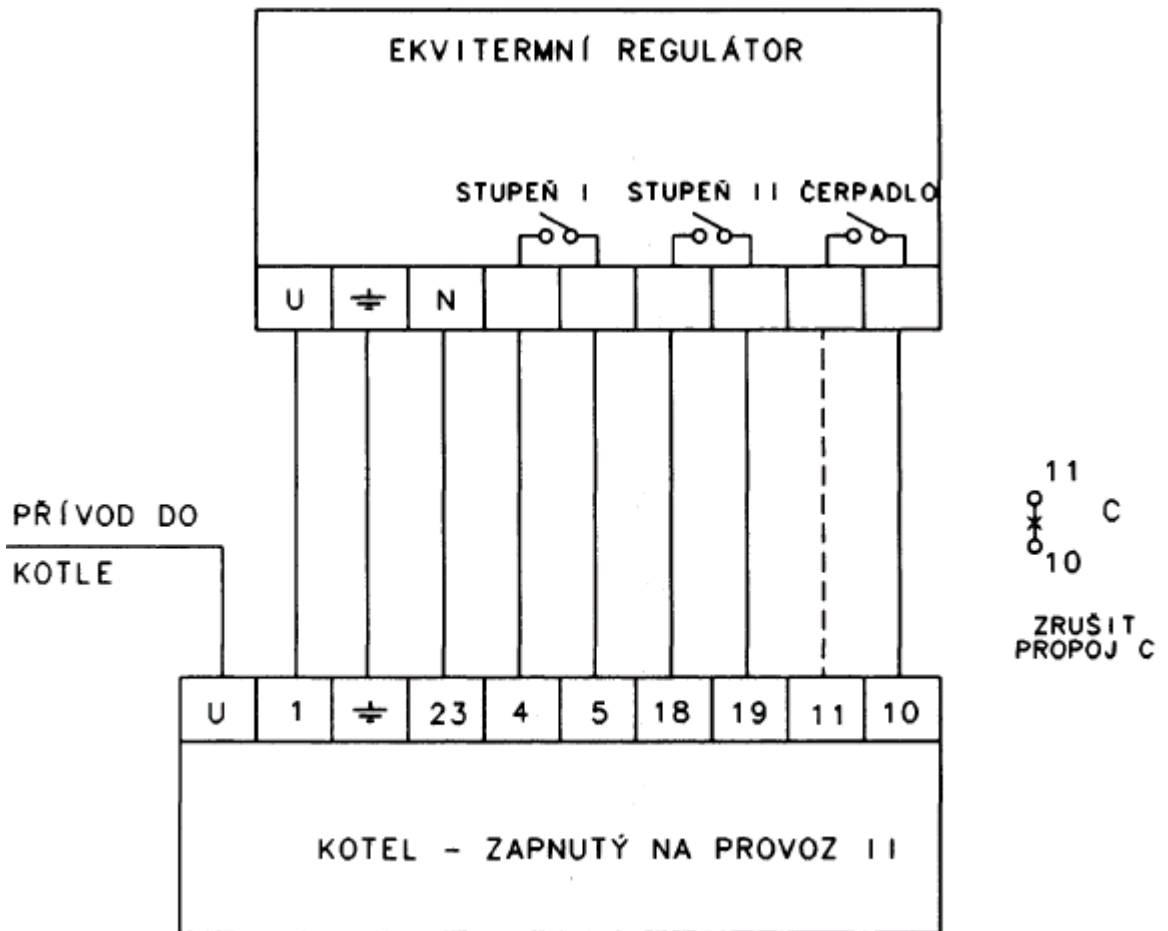 EKVITERMNÍ REGULÁTOR
STUPEŇ I STUPEŇ II ČERPADLO
U N
11
C
10
PŘÍVOD DO
KOTLE
ZRUŠIT
PROPOJ C
U 1 23 4 5 18 19 11 10
KOTEL - ZAPNUTÝ NA PROVOZ II